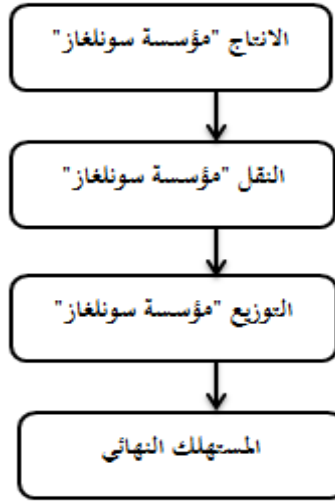 الانتاج "مؤسسة سونلغاز"
النقل "مؤسسة سونلغاز"
التوزيع "مؤسسة سونلغاز"
المستهلك النهائي